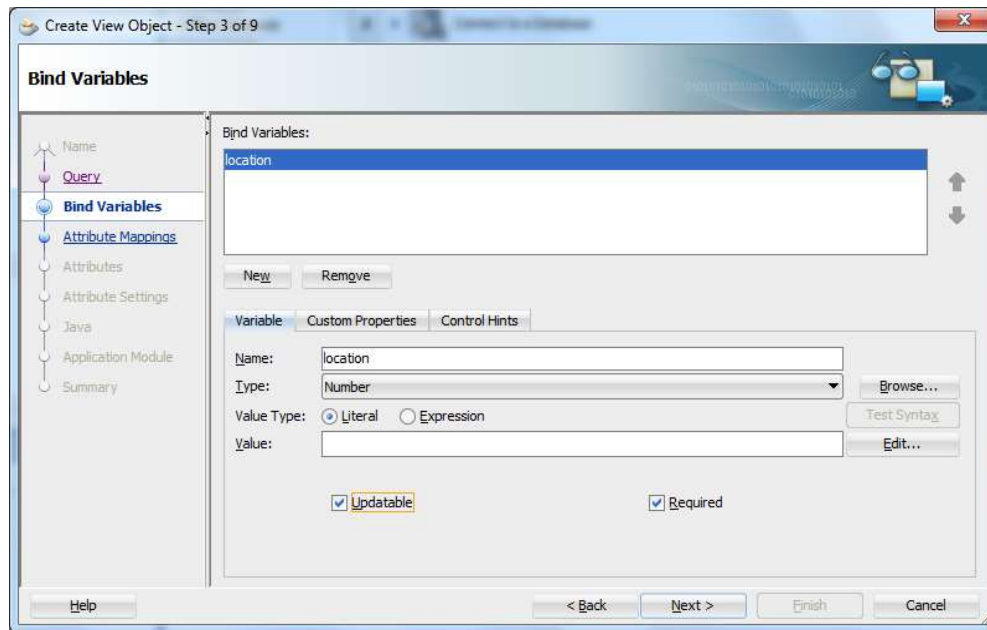 Create View Object - Step 3 of 9
Bind Variables
Name
Query
Bind Variables
Attribute Mappings
Attributes
Attribute Settings
Java
Application Module
Summary
Bind Variables:
location
New Remove
Variable Custom Properties Control Hints
Name: location
Type: Number Browse...
Value Type: Literal Expression Test Syntax
Value: Edit...
Updatable Required
Help < Back Next > Finish Cancel